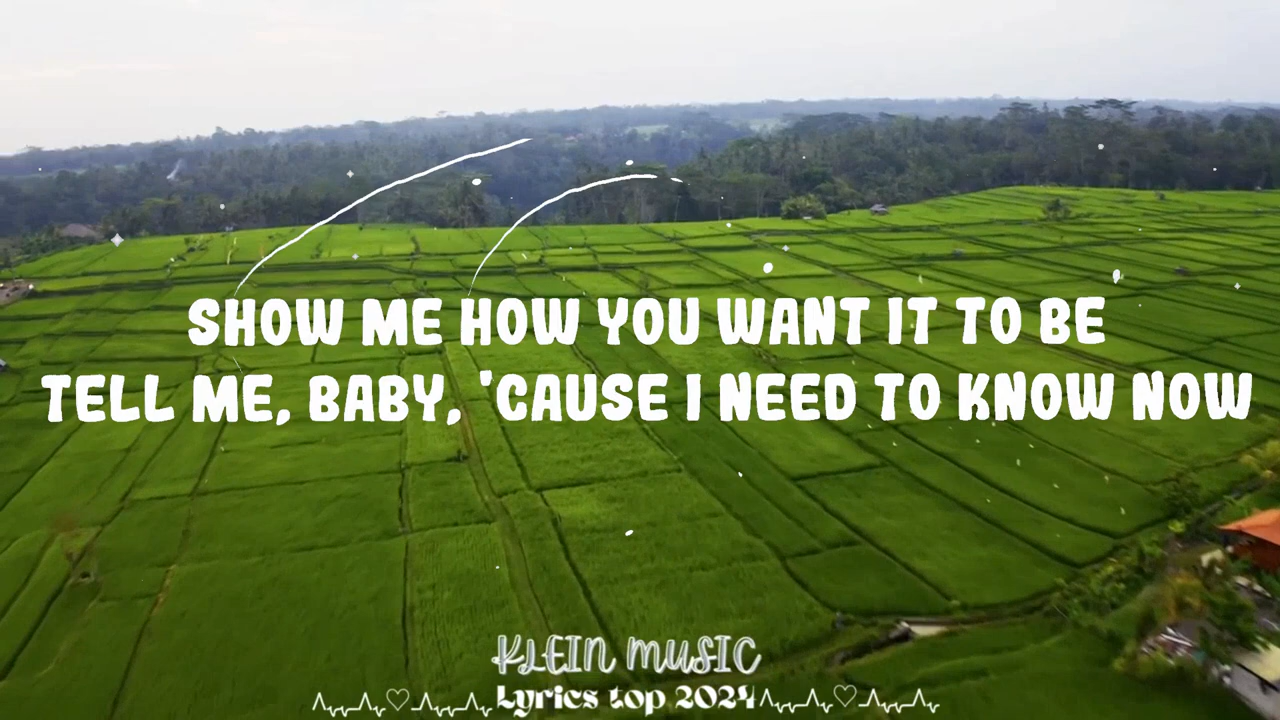 SHOW ME HOW YOU WANT IT TO BE
TELL ME, BABY, 'CAUSE I NEED TO KNOW NOW
KLEIN MUSIC
Lyrics top 2024